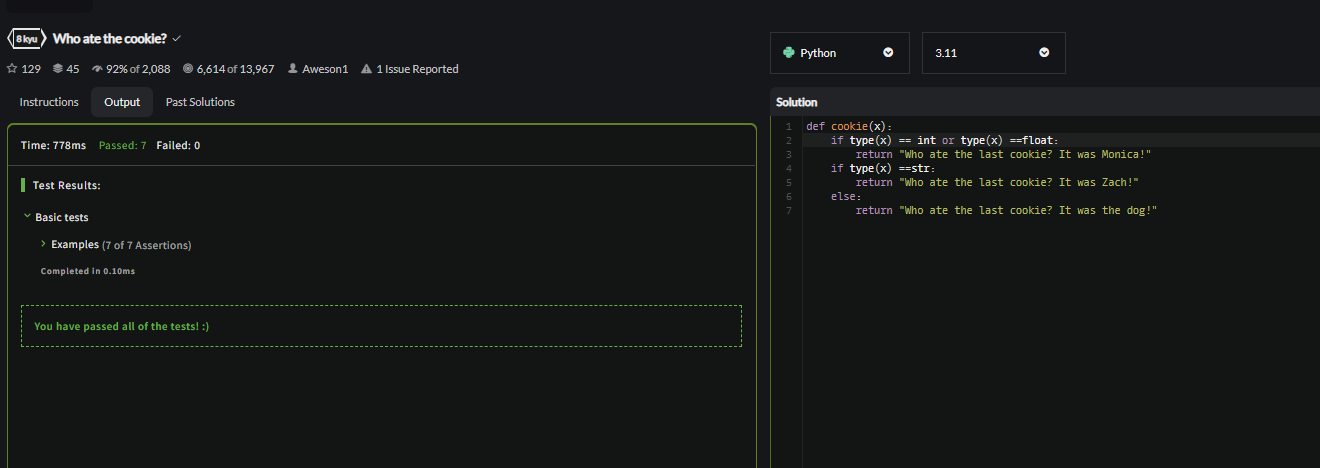 8 kyu Who ate the cookie?
129 45 92% of 2,088 6,614 of 13,967 Aweson1 1 Issue Reported
Python 3.11
Instructions Output Past Solutions
Time: 778ms Passed: 7 Failed: 0
Test Results:
Basic tests
Examples (7 of 7 Assertions)
Completed in 0.10ms
You have passed all of the tests! :)
Solution
1 def cookie(x):
2     if type(x) == int or type(x) ==float:
3         return "Who ate the last cookie? It was Monica!"
4     if type(x) ==str:
5         return "Who ate the last cookie? It was Zach!"
6     else:
7         return "Who ate the last cookie? It was the dog!"